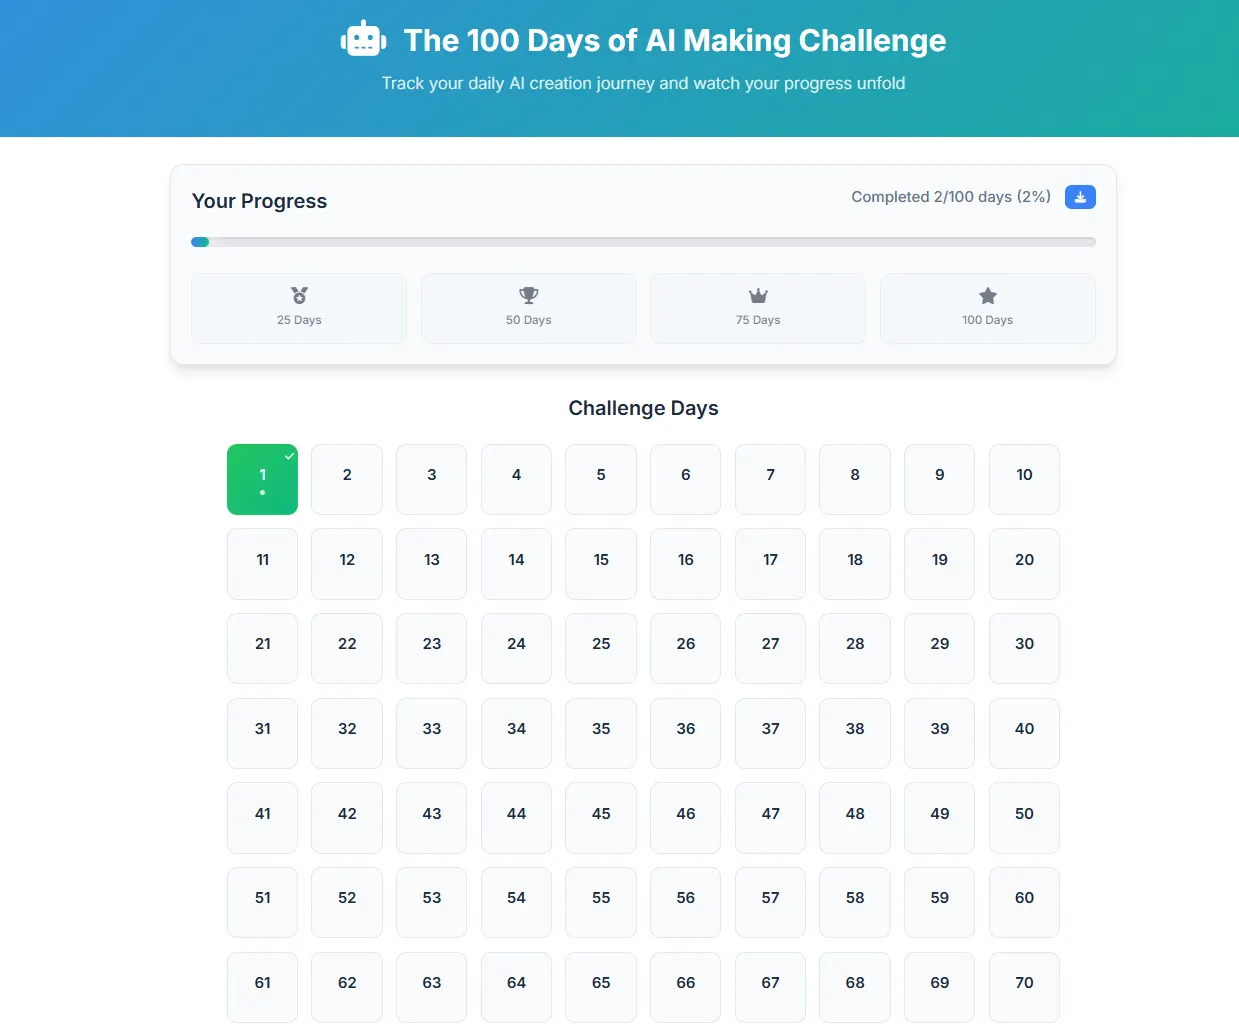 The 100 Days of AI Making Challenge
Track your daily AI creation journey and watch your progress unfold
Your Progress
Completed 2/100 days (2%)
25 Days
50 Days
75 Days
100 Days
Challenge Days
1 2 3 4 5 6 7 8 9 10
11 12 13 14 15 16 17 18 19 20
21 22 23 24 25 26 27 28 29 30
31 32 33 34 35 36 37 38 39 40
41 42 43 44 45 46 47 48 49 50
51 52 53 54 55 56 57 58 59 60
61 62 63 64 65 66 67 68 69 70